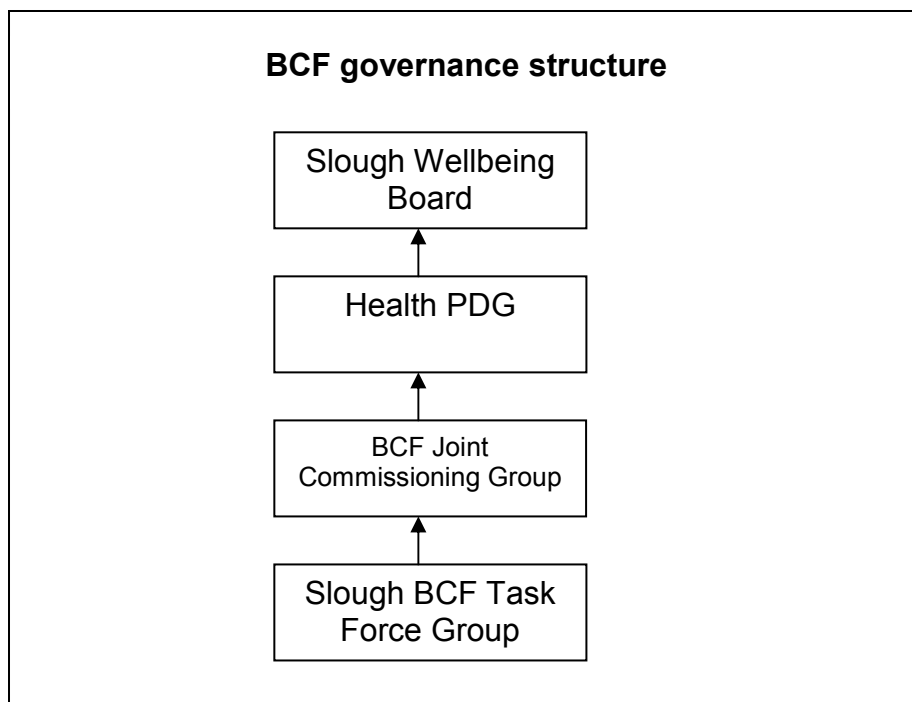 BCF governance structure
Slough Wellbeing
Board
Health PDG
BCF Joint
Commissioning Group
Slough BCF Task
Force Group